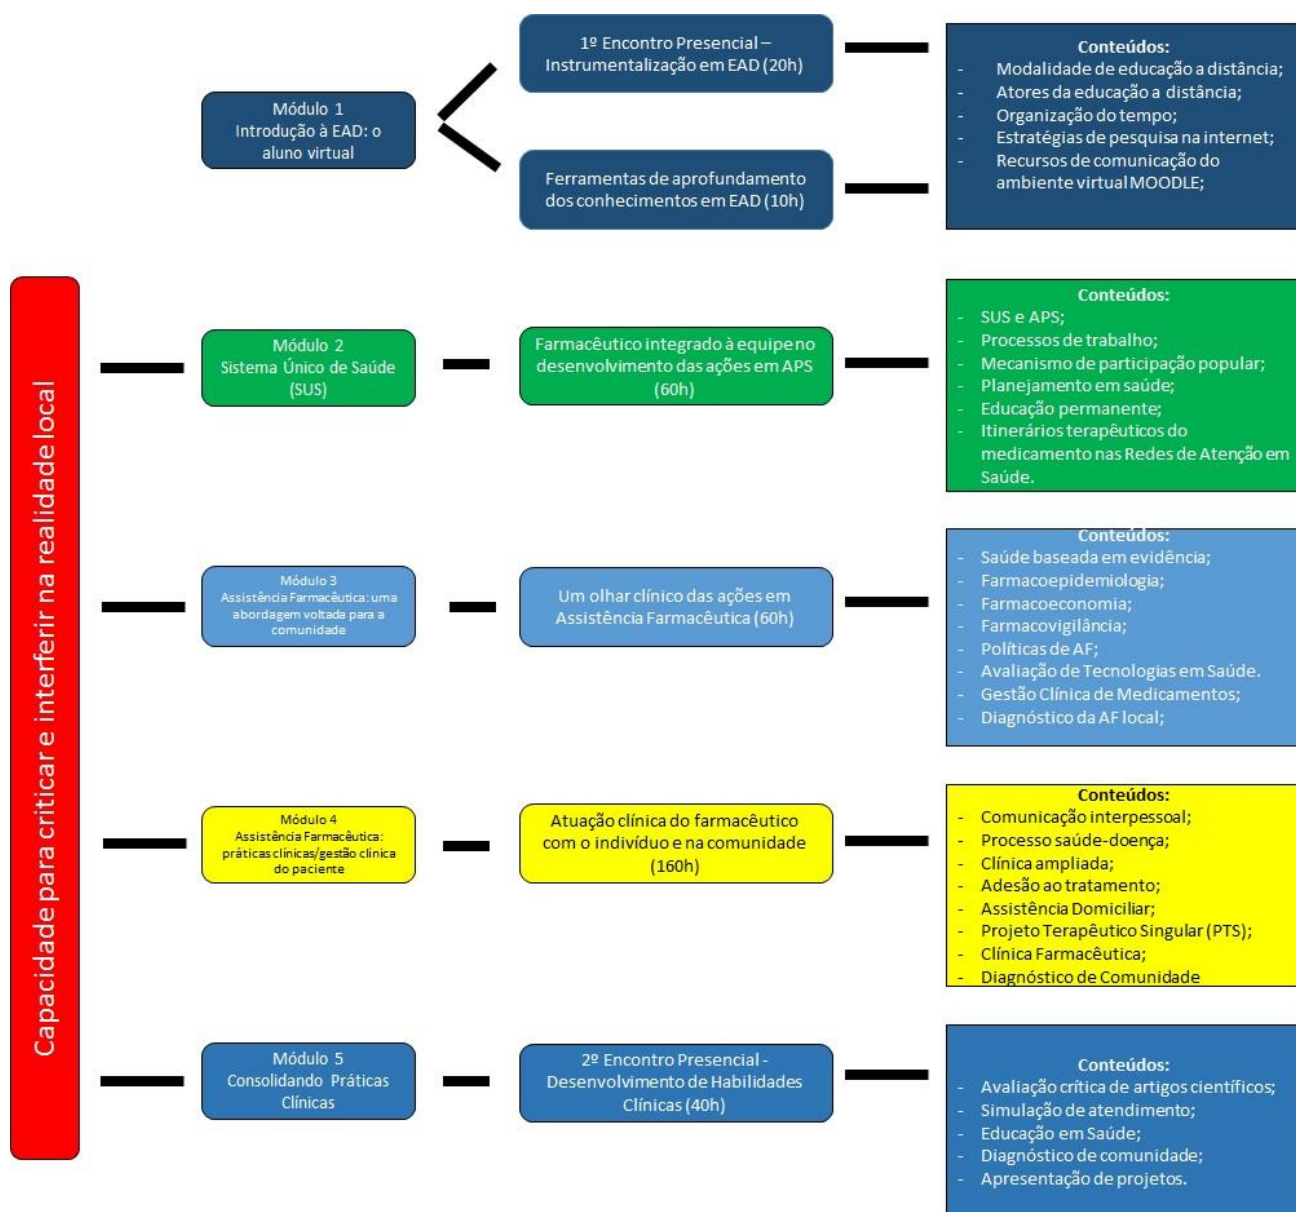 Módulo 1
Introdução à EAD: o
aluno virtual
1º Encontro Presencial –
Instrumentalização em EAD (20h)
Ferramentas de aprofundamento
dos conhecimentos em EAD (10h)
Conteúdos:
- Modalidade de educação a distância;
- Atores da educação a distância;
- Organização do tempo;
- Estratégias de pesquisa na internet;
- Recursos de comunicação do
ambiente virtual MOODLE;
Capacidade para criticar e interferir na realidade local
Módulo 2
Sistema Único de Saúde
(SUS)
Farmacêutico integrado à equipe no
desenvolvimento das ações em APS
(60h)
Conteúdos:
- SUS e APS;
- Processos de trabalho;
- Mecanismo de participação popular;
- Planejamento em saúde;
- Educação permanente;
- Itinerários terapêuticos do
medicamento nas Redes de Atenção em
Saúde.
Módulo 3
Assistência Farmacêutica: uma
abordagem voltada para a
comunidade
Um olhar clínico das ações em
Assistência Farmacêutica (60h)
Conteúdos:
- Saúde baseada em evidência;
- Farmacoepidemiologia;
- Farmacoeconomia;
- Farmacovigilância;
- Políticas de AF;
- Avaliação de Tecnologias em Saúde.
- Gestão Clínica de Medicamentos;
- Diagnóstico da AF local;
Módulo 4
Assistência Farmacêutica:
práticas clínicas/gestão clínica
do paciente
Atuação clínica do farmacêutico
com o indivíduo e na comunidade
(160h)
Conteúdos:
- Comunicação interpessoal;
- Processo saúde-doença;
- Clínica ampliada;
- Adesão ao tratamento;
- Assistência Domiciliar;
- Projeto Terapêutico Singular (PTS);
- Clínica Farmacêutica;
- Diagnóstico de Comunidade
Módulo 5
Consolidando Práticas
Clínicas
2º Encontro Presencial -
Desenvolvimento de Habilidades
Clínicas (40h)
Conteúdos:
- Avaliação crítica de artigos científicos;
- Simulação de atendimento;
- Educação em Saúde;
- Diagnóstico de comunidade;
- Apresentação de projetos.